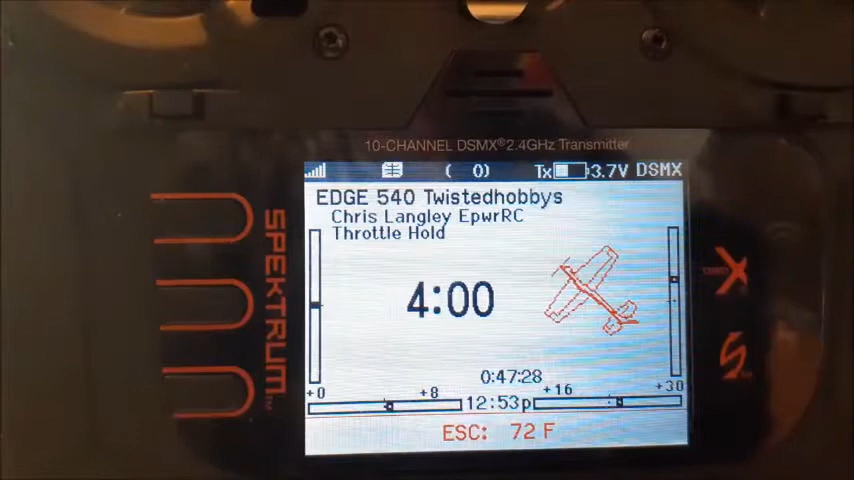 10-CHANNEL DSMX® 2.4GHz Transmitter
( 0) Tx 3.7V DSMX
EDGE 540 Twistedhobbys
Chris Langley EpwrRC
Throttle Hold
4:00
0:47:28
+0 +8 +16 +30
12:53p
ESC: 72 F
SPEKTRUM™
X